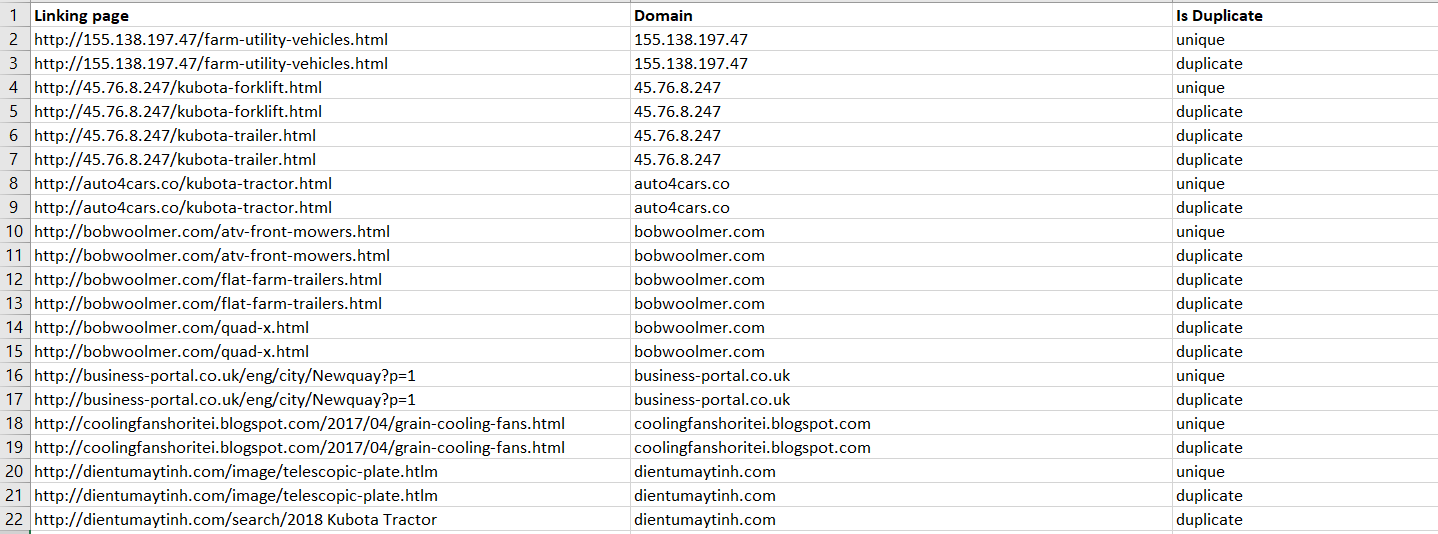 1 Linking page Domain Is Duplicate
2 http://155.138.197.47/farm-utility-vehicles.html 155.138.197.47 unique
3 http://155.138.197.47/farm-utility-vehicles.html 155.138.197.47 duplicate
4 http://45.76.8.247/kubota-forklift.html 45.76.8.247 unique
5 http://45.76.8.247/kubota-forklift.html 45.76.8.247 duplicate
6 http://45.76.8.247/kubota-trailer.html 45.76.8.247 duplicate
7 http://45.76.8.247/kubota-trailer.html 45.76.8.247 duplicate
8 http://auto4cars.co/kubota-tractor.html auto4cars.co unique
9 http://auto4cars.co/kubota-tractor.html auto4cars.co duplicate
10 http://bobwoolmer.com/atv-front-mowers.html bobwoolmer.com unique
11 http://bobwoolmer.com/atv-front-mowers.html bobwoolmer.com duplicate
12 http://bobwoolmer.com/flat-farm-trailers.html bobwoolmer.com duplicate
13 http://bobwoolmer.com/flat-farm-trailers.html bobwoolmer.com duplicate
14 http://bobwoolmer.com/quad-x.html bobwoolmer.com duplicate
15 http://bobwoolmer.com/quad-x.html bobwoolmer.com duplicate
16 http://business-portal.co.uk/eng/city/Newquay?p=1 business-portal.co.uk unique
17 http://business-portal.co.uk/eng/city/Newquay?p=1 business-portal.co.uk duplicate
18 http://coolingfanshoritei.blogspot.com/2017/04/grain-cooling-fans.html coolingfanshoritei.blogspot.com unique
19 http://coolingfanshoritei.blogspot.com/2017/04/grain-cooling-fans.html coolingfanshoritei.blogspot.com duplicate
20 http://dientumaytinh.com/image/telescopic-plate.htlm dientumaytinh.com unique
21 http://dientumaytinh.com/image/telescopic-plate.htlm dientumaytinh.com duplicate
22 http://dientumaytinh.com/search/2018 Kubota Tractor dientumaytinh.com duplicate